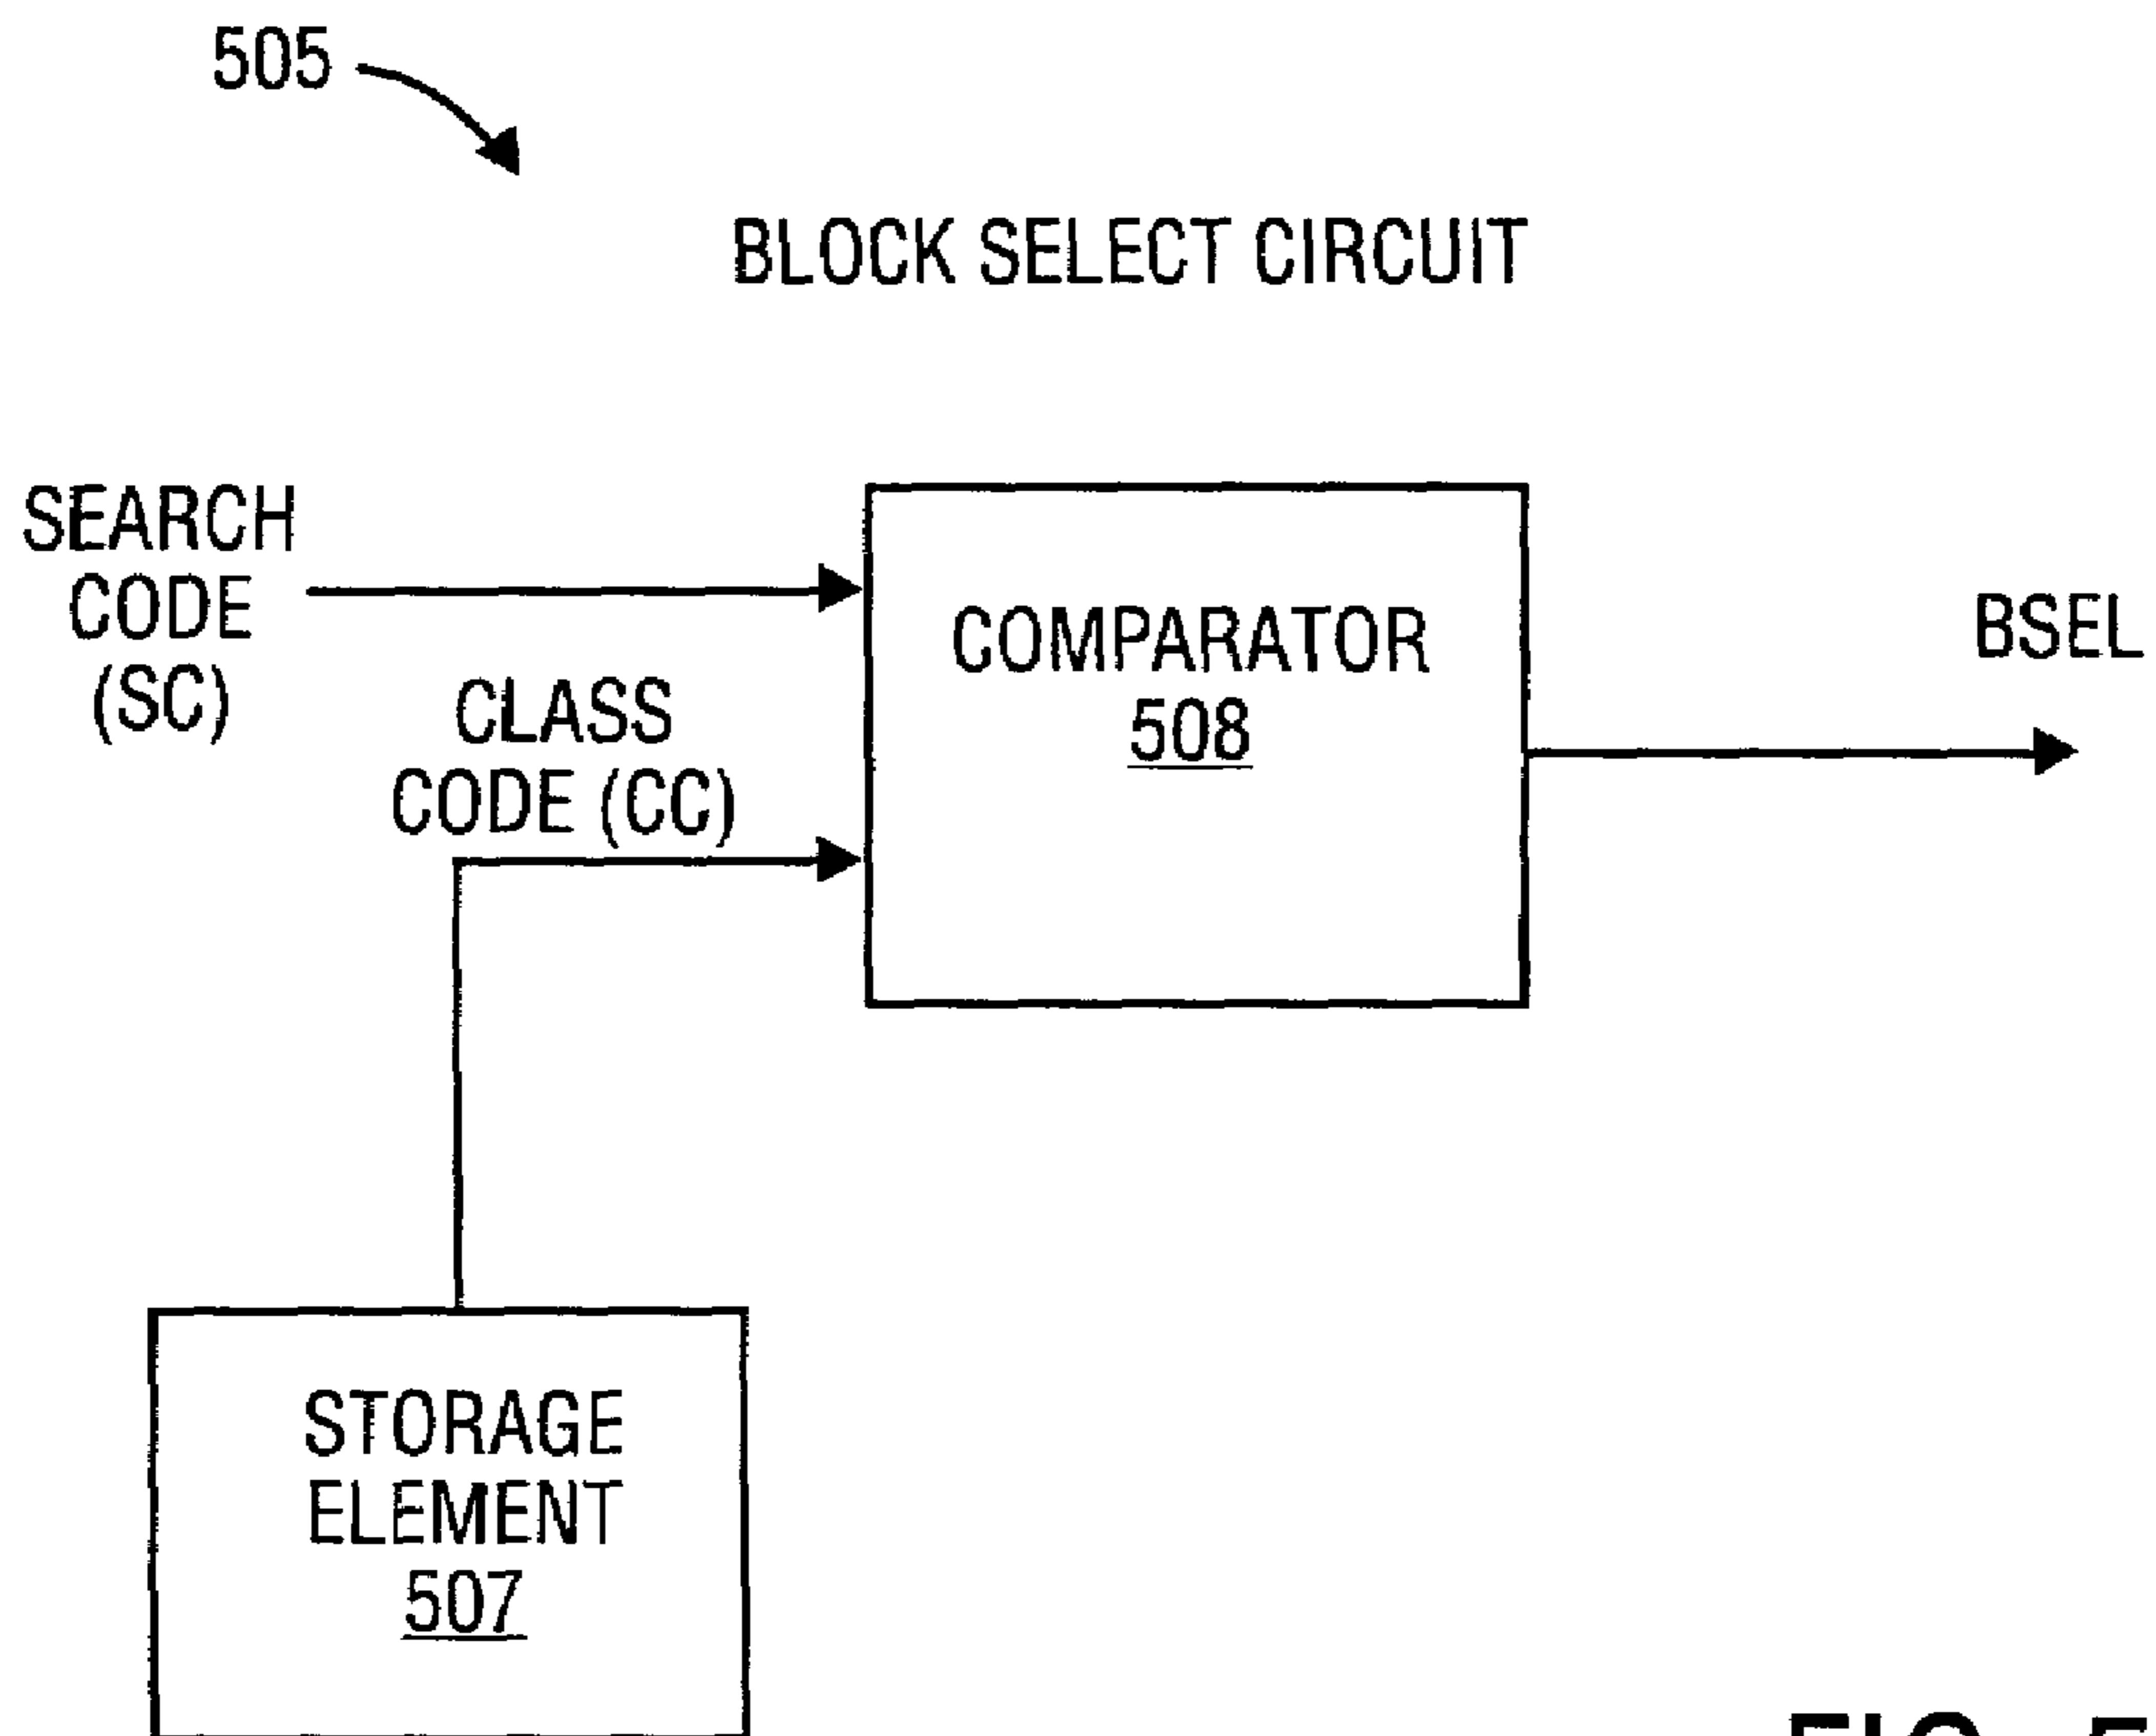 505
BLOCK SELECT CIRCUIT
SEARCH
CODE
(SC)
CLASS
CODE (CC)
COMPARATOR
508
BSEL
STORAGE
ELEMENT
507